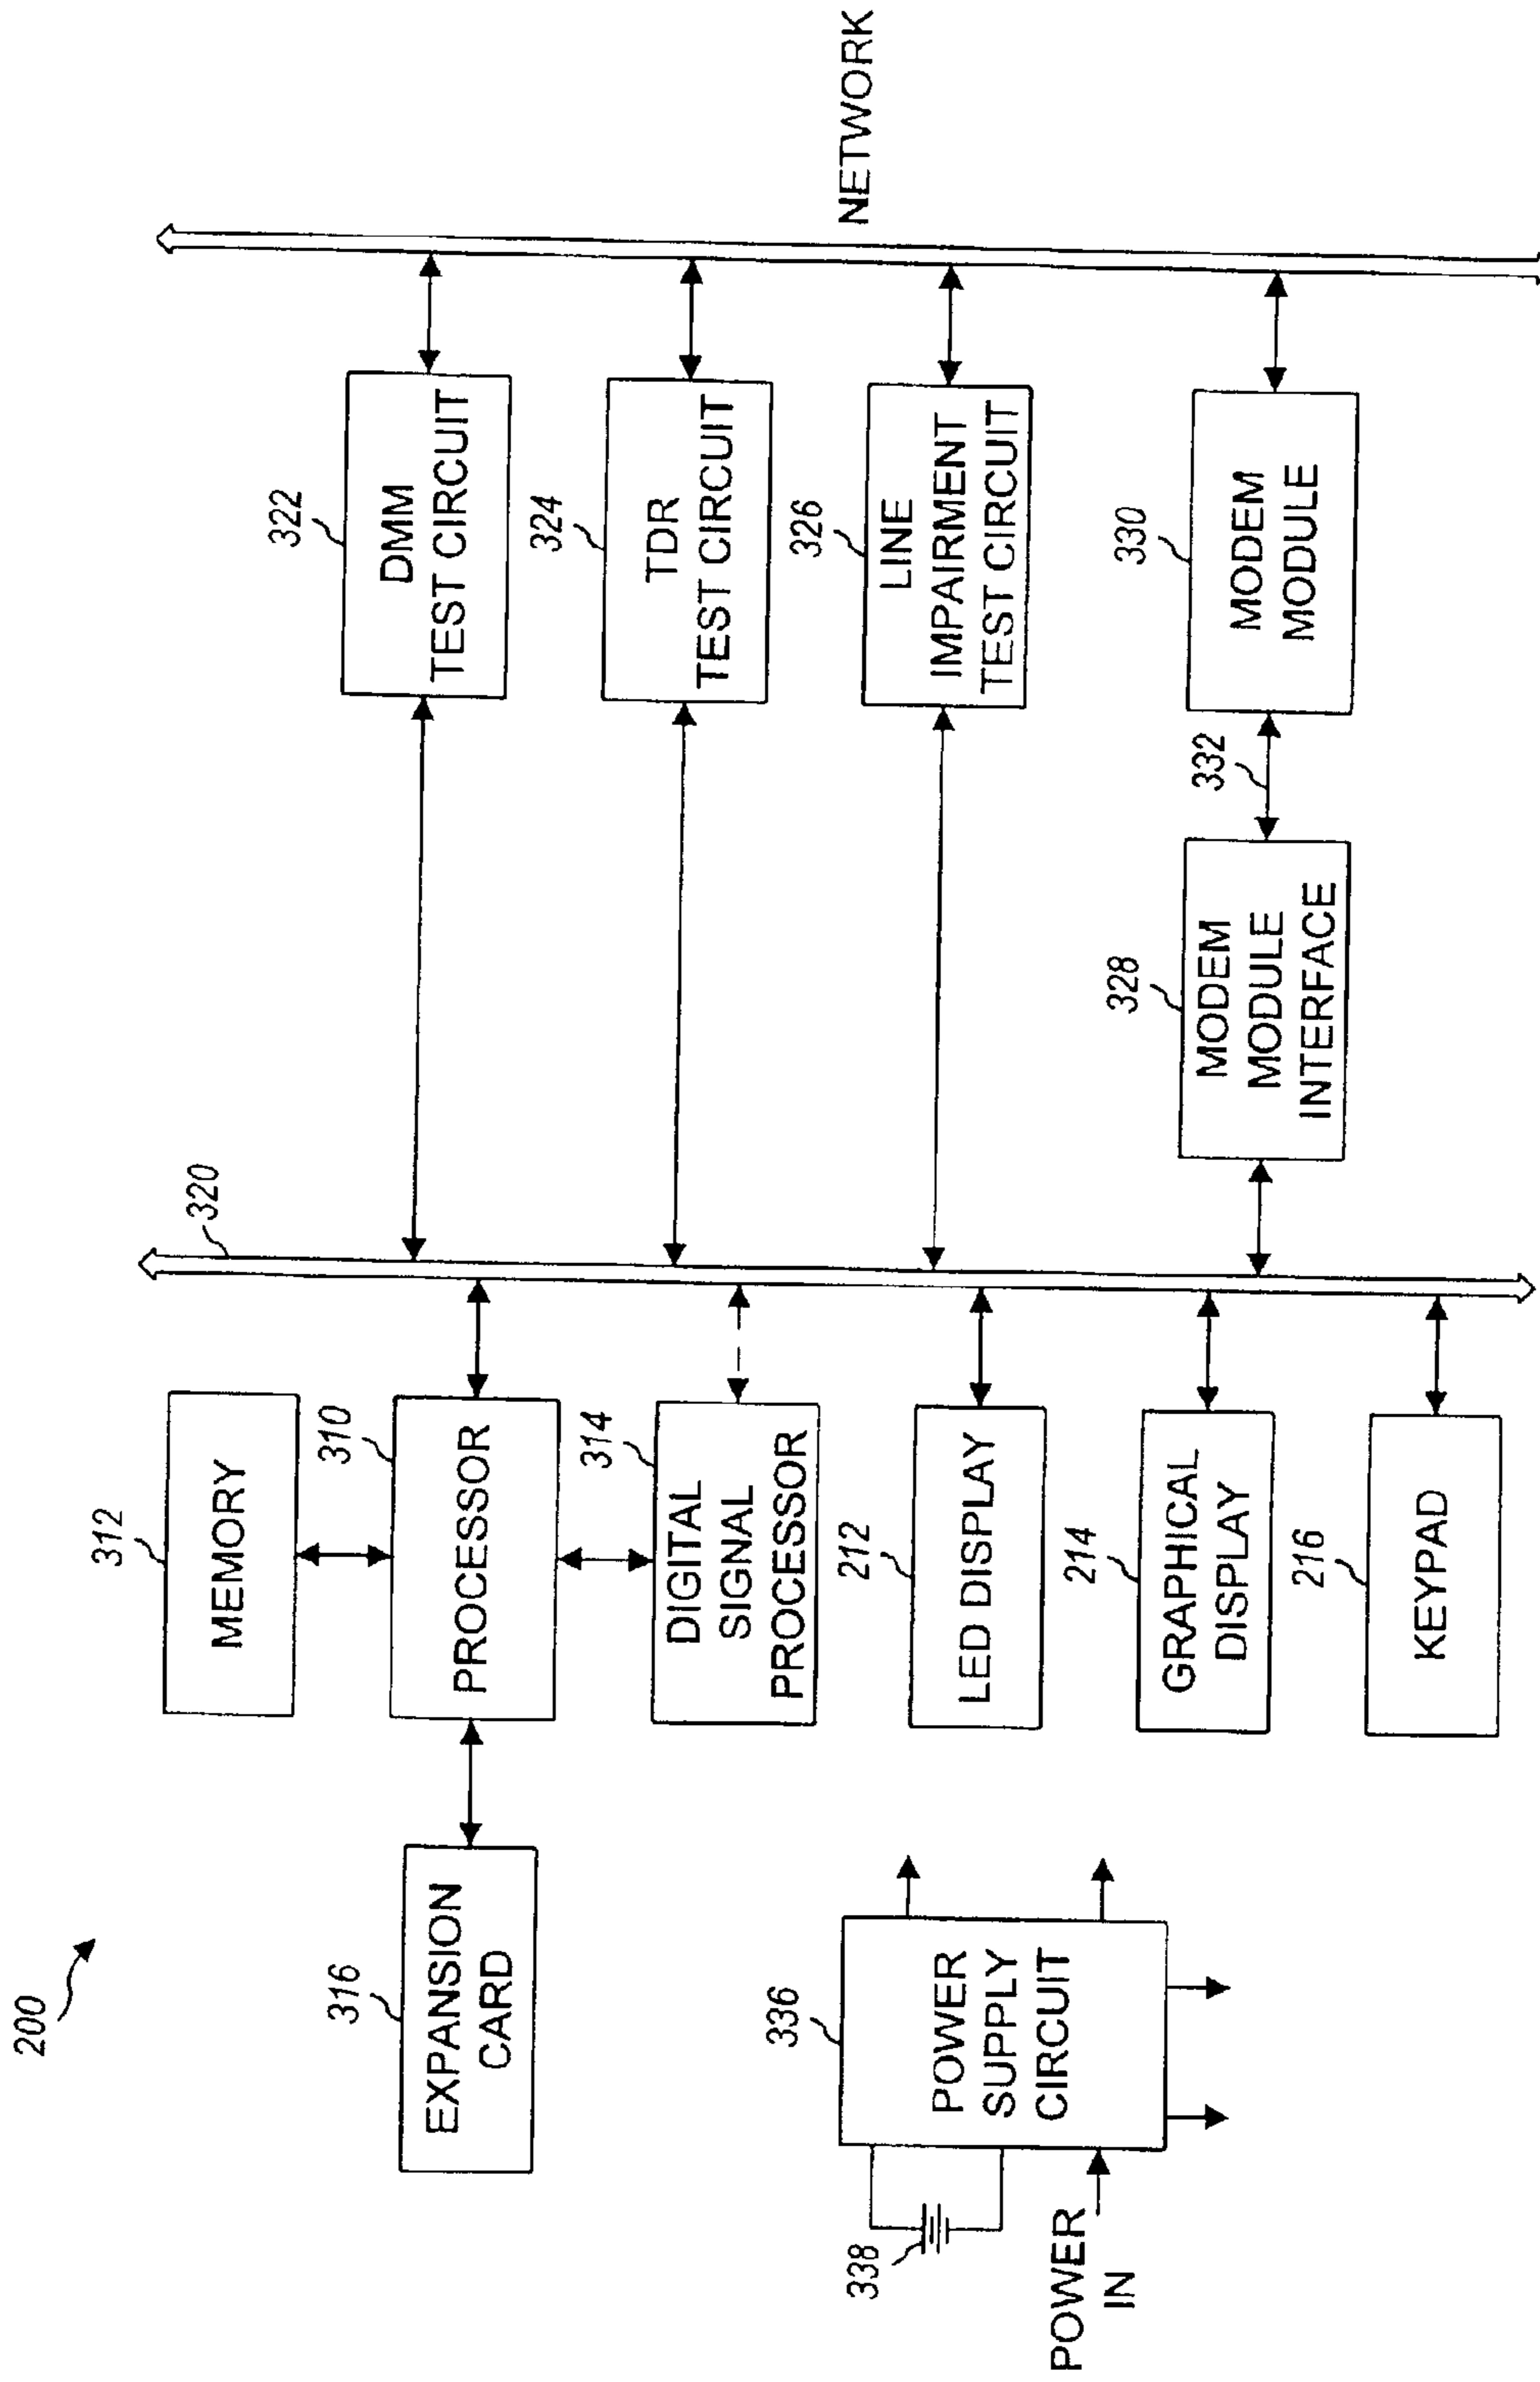 200
316
EXPANSION
CARD
312
MEMORY
310
PROCESSOR
314
DIGITAL
SIGNAL
PROCESSOR
212
LED DISPLAY
214
GRAPHICAL
DISPLAY
216
KEYPAD
336
POWER
SUPPLY
CIRCUIT
338
POWER
IN
320
322
DMM
TEST CIRCUIT
324
TDR
TEST CIRCUIT
326
LINE
IMPAIRMENT
TEST CIRCUIT
328
MODEM
MODULE
INTERFACE
332
330
MODEM
MODULE
NETWORK